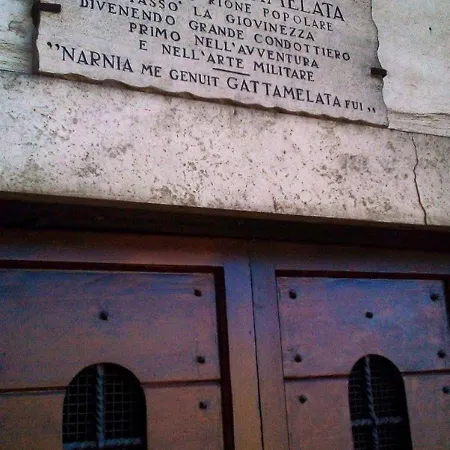 MELATA
PASSO' LA GIOVINEZZA
RIONE POPOLARE
DIVENENDO GRANDE CONDOTTIERO
PRIMO NELL'AVVENTURA
E NELL'ARTE MILITARE
"NARNIA ME GENUIT GATTAMELATA FUI"